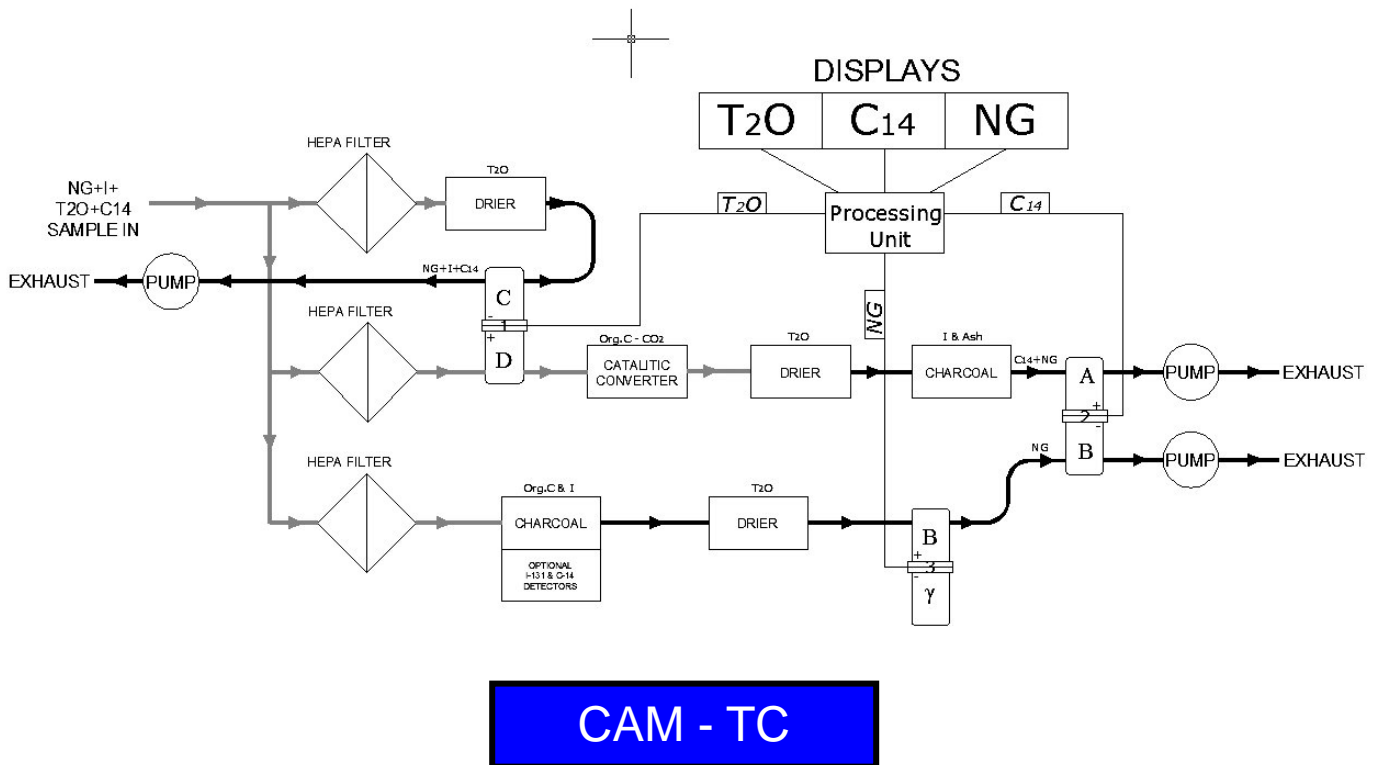 DISPLAYS
T2O C14 NG
HEPA FILTER
NG+I+
T2O+C14
SAMPLE IN
T2O
DRIER
T2O
Processing
Unit
C14
EXHAUST
PUMP
NG+I+C14
C
-
1
+
D
NG
HEPA FILTER
Org.C - CO2
CATALITIC
CONVERTER
T2O
DRIER
I & Ash
CHARCOAL
C14+NG
A
+
2
-
B
PUMP
EXHAUST
NG
PUMP
EXHAUST
HEPA FILTER
Org.C & I
CHARCOAL
OPTIONAL
I-131 & C-14
DETECTORS
T2O
DRIER
B
+
3
-
γ
CAM - TC